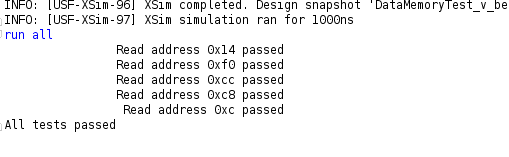 INFO: [USF-XSim-96] XSim completed. Design snapshot 'DataMemoryTest_v_be
INFO: [USF-XSim-97] XSim simulation ran for 1000ns
run all
Read address 0x14 passed
Read address 0xf0 passed
Read address 0xcc passed
Read address 0xc8 passed
Read address 0xc passed
All tests passed